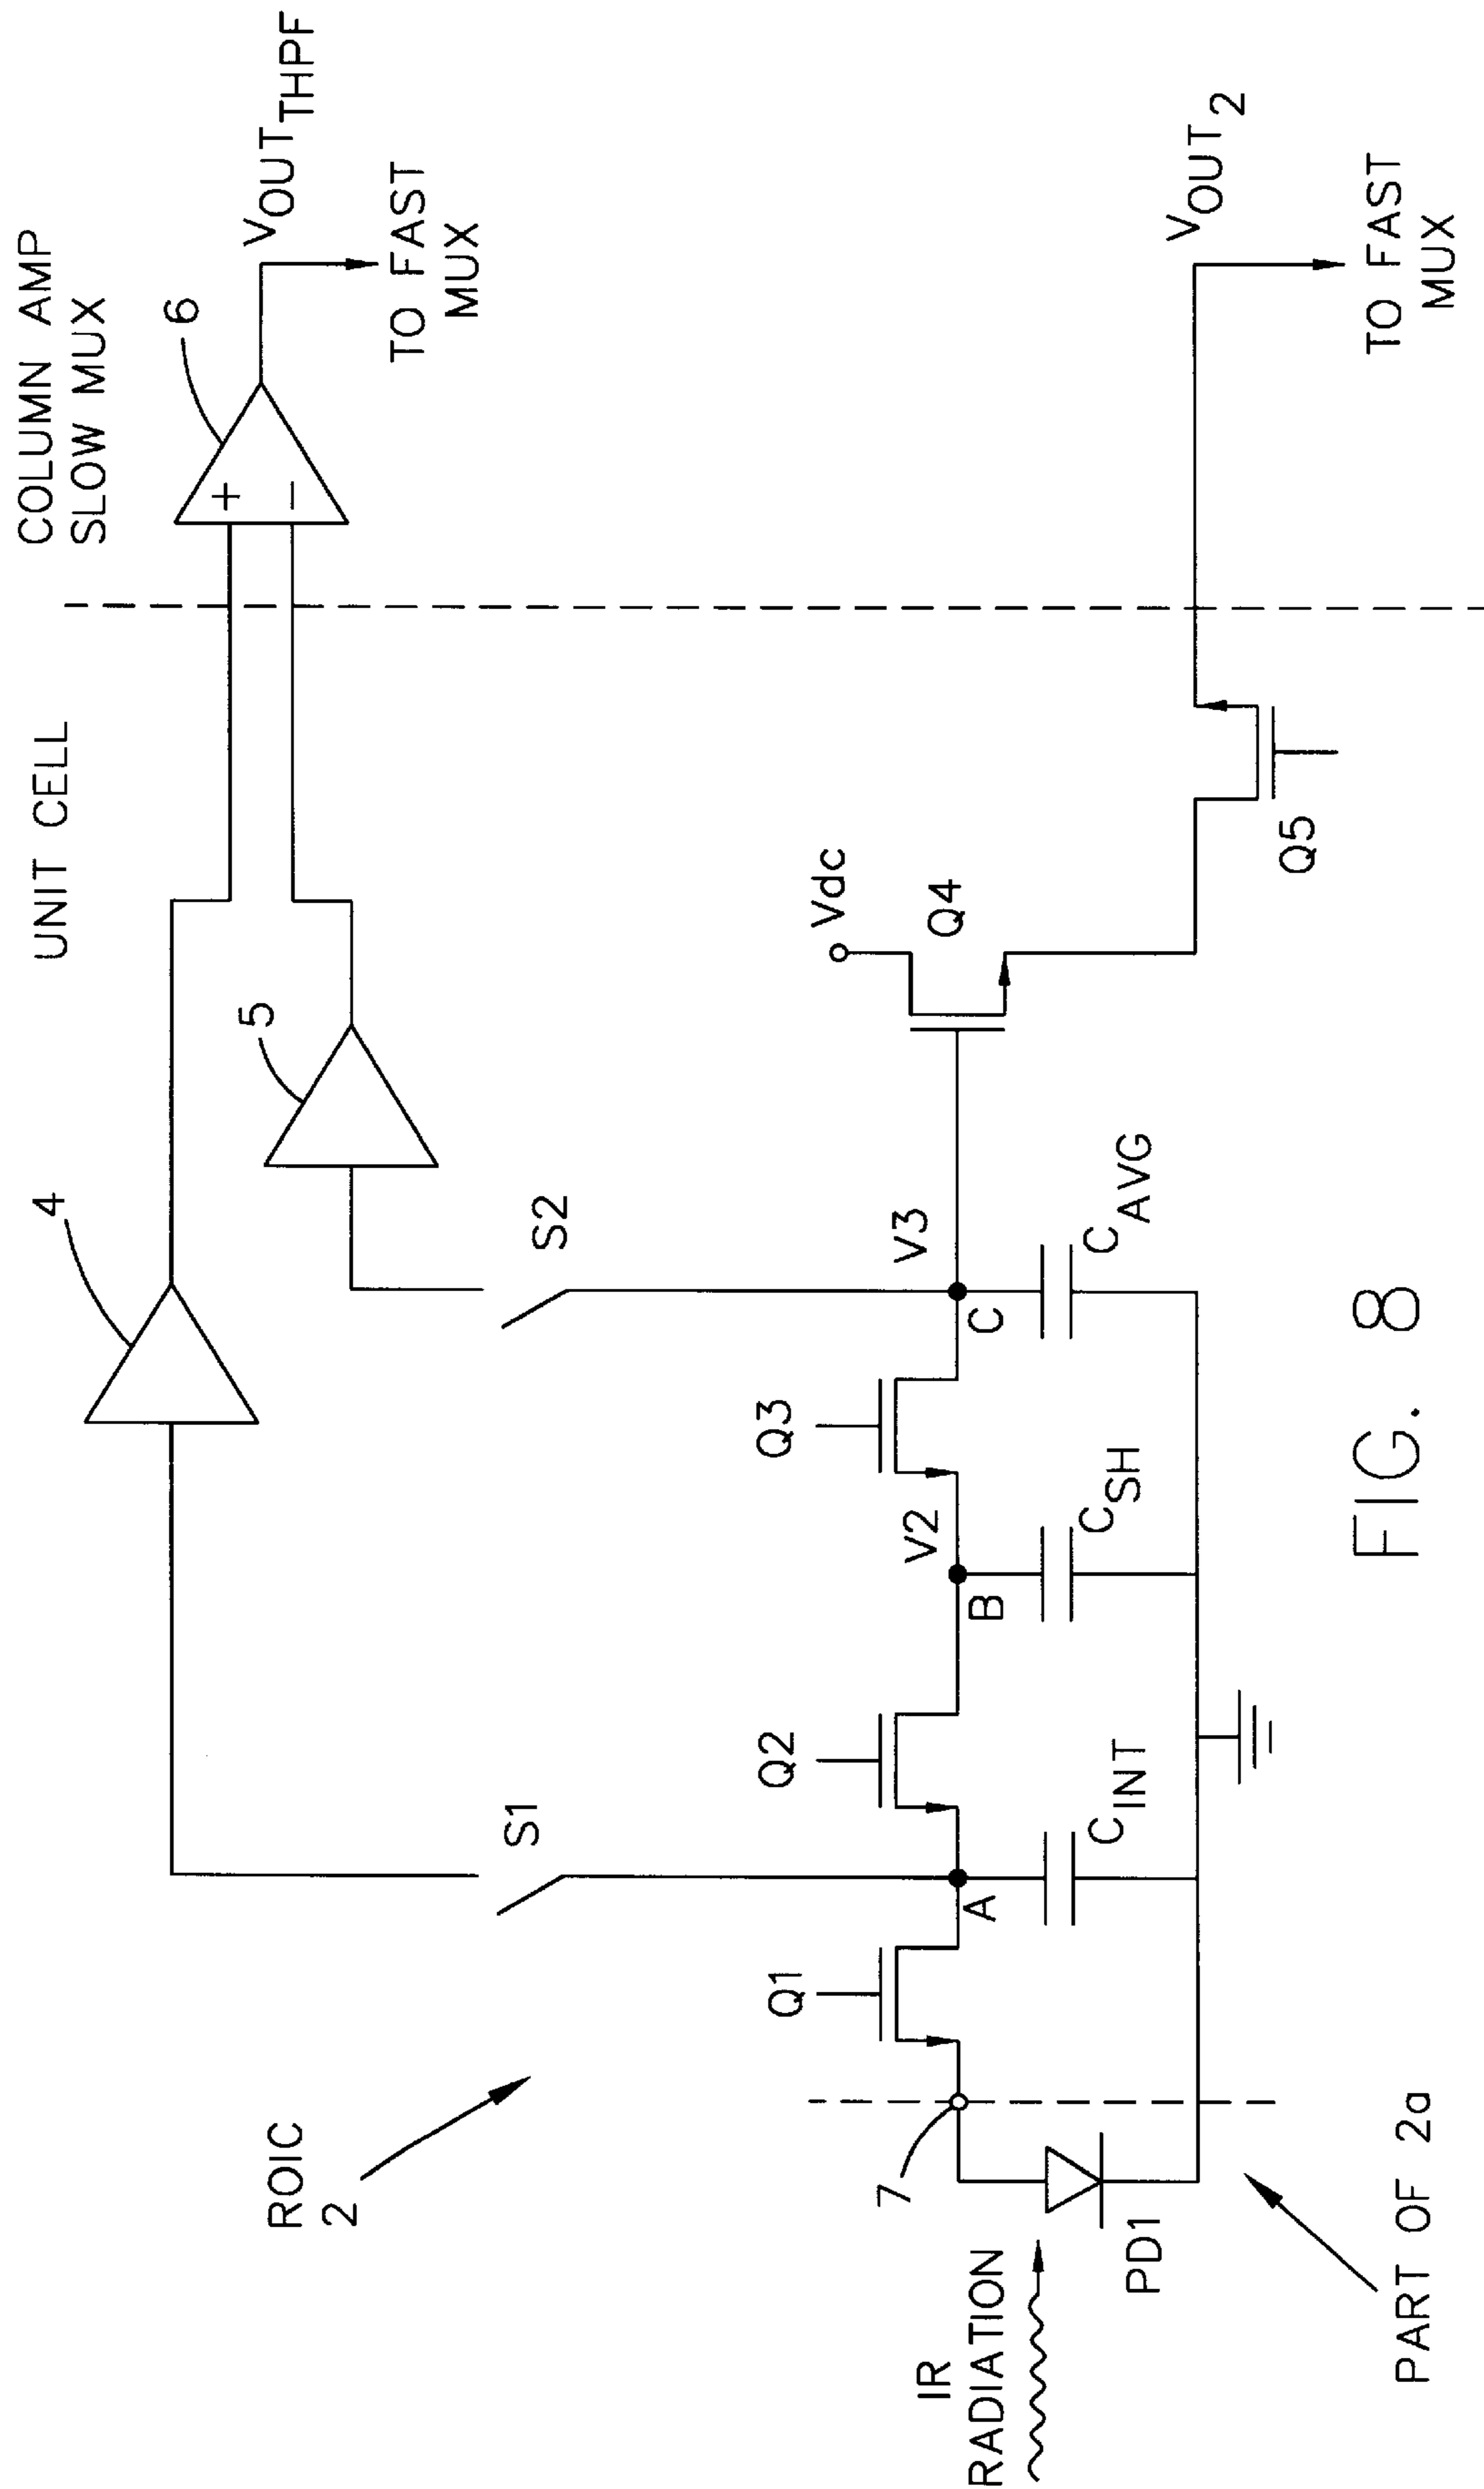 COLUMN AMP
SLOW MUX
UNIT CELL
6
VOUTTHPF
TO FAST
MUX
4
5
ROIC
2
S1
S2
Vdc
Q4
Q1
Q2
Q3
V2
V3
7
A
B
C
CINT
CSH
CAVG
Q5
VOUT2
TO FAST
MUX
IR
RADIATION
PD1
PART OF 2a
FIG. 8
+
−